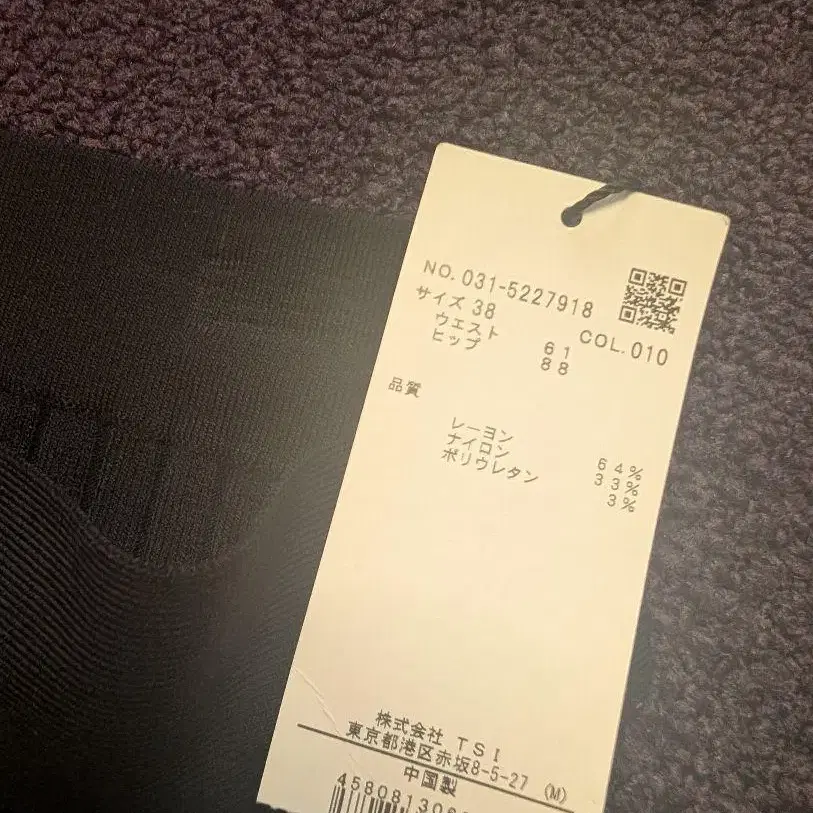 NO. 031-5227918
サイズ 38 COL. 010
ウエスト 61
ヒップ 88
品質
レーヨン 64%
ナイロン 33%
ポリウレタン 3%
株式会社 TSI
東京都港区赤坂8-5-27 (M)
中国製
458081306